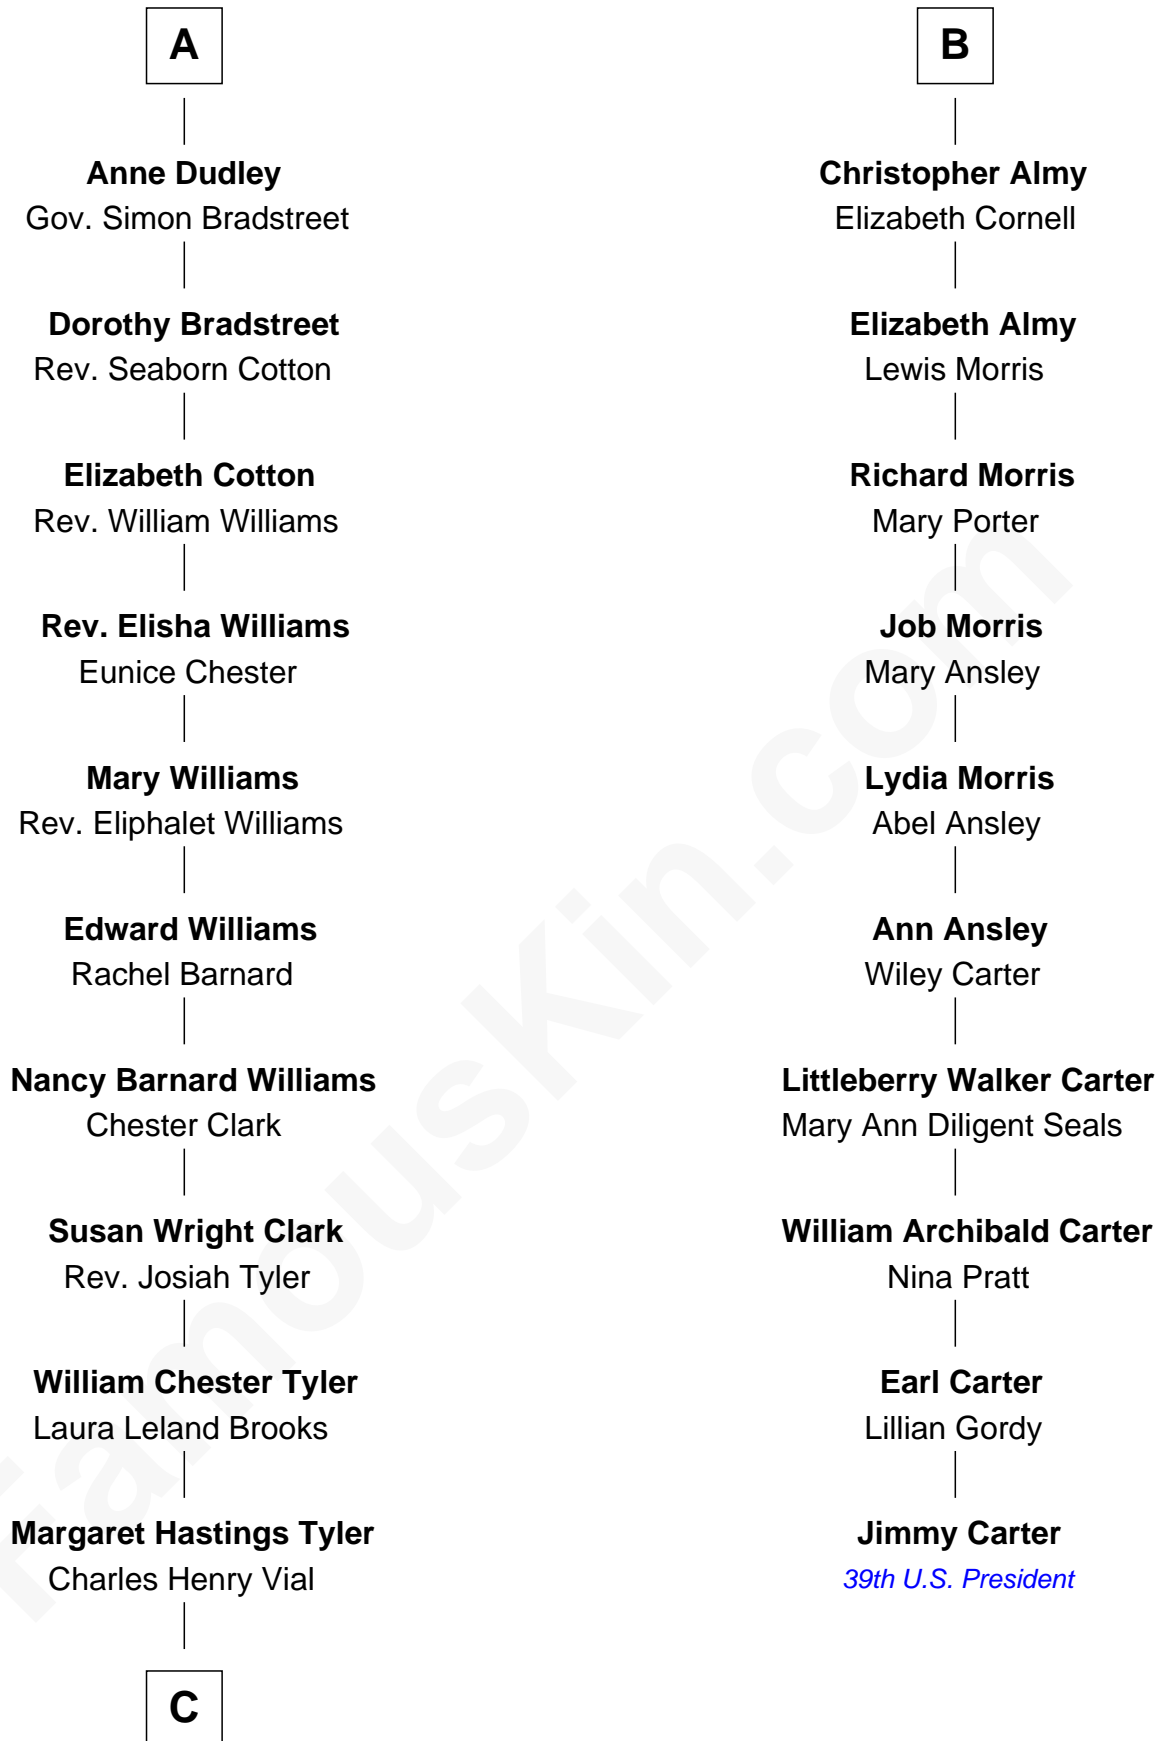 A
Anne Dudley
Gov. Simon Bradstreet
Dorothy Bradstreet
Rev. Seaborn Cotton
Elizabeth Cotton
Rev. William Williams
Rev. Elisha Williams
Eunice Chester
Mary Williams
Rev. Eliphalet Williams
Edward Williams
Rachel Barnard
Nancy Barnard Williams
Chester Clark
Susan Wright Clark
Rev. Josiah Tyler
William Chester Tyler
Laura Leland Brooks
Margaret Hastings Tyler
Charles Henry Vial
C
B
Christopher Almy
Elizabeth Cornell
Elizabeth Almy
Lewis Morris
Richard Morris
Mary Porter
Job Morris
Mary Ansley
Lydia Morris
Abel Ansley
Ann Ansley
Wiley Carter
Littleberry Walker Carter
Mary Ann Diligent Seals
William Archibald Carter
Nina Pratt
Earl Carter
Lillian Gordy
Jimmy Carter
39th U.S. President
FamousKin.com